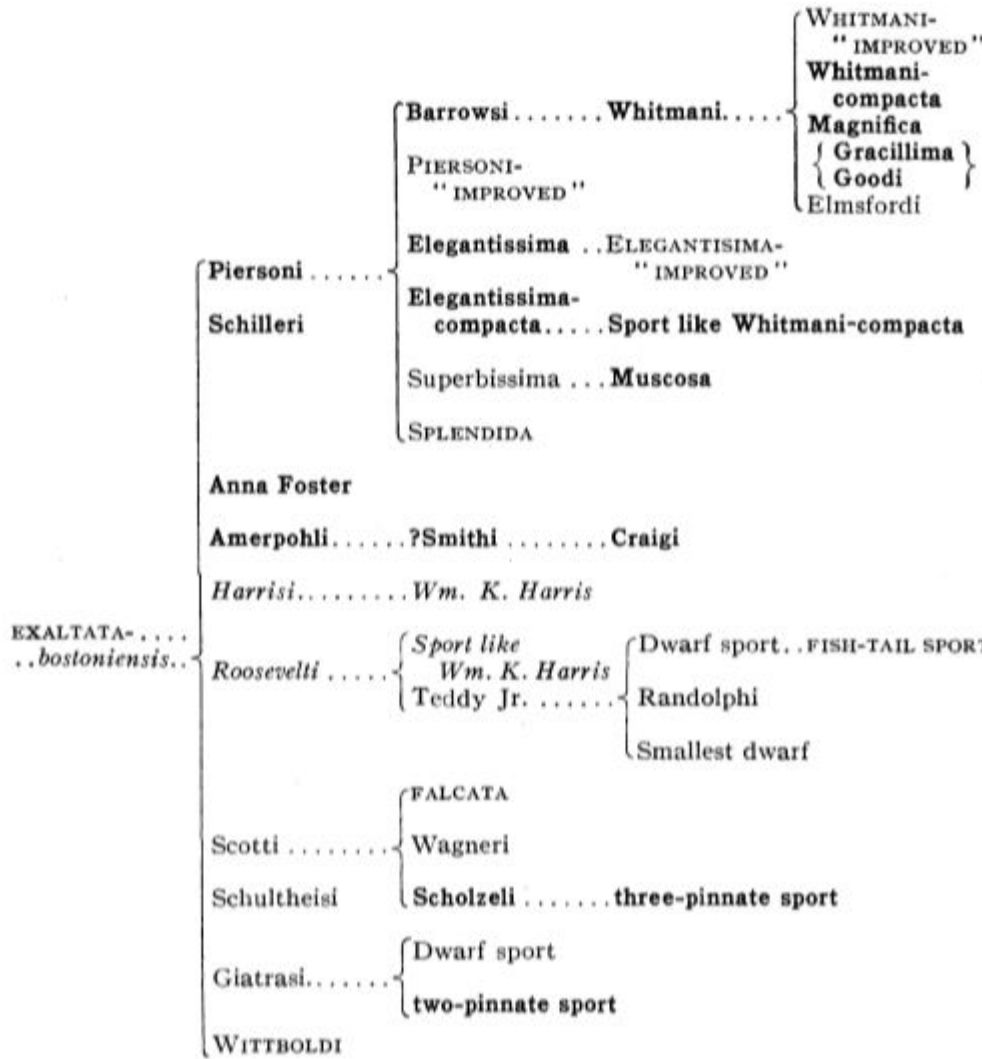 WHITMANI-
"IMPROVED"
Whitmani-
compacta
Barrowsi ....... Whitmani.....
Magnifica
PIERSONI-
"IMPROVED"
{ Gracillima }
{ Goodi }
Elmsfordi
Elegantissima .. ELEGANTISIMA-
"IMPROVED"
Piersoni ......
Elegantissima-
compacta..... Sport like Whitmani-compacta
Schilleri
Superbissima ... Muscosa
SPLENDIDA
Anna Foster
Amerpohli...... ?Smithi ........ Craigi
Harrisi......... Wm. K. Harris
EXALTATA- ....
..bostoniensis..
Sport like
Wm. K. Harris
Dwarf sport.. FISH-TAIL SPORT
Roosevelti .....
Teddy Jr. ......
Randolphi
Smallest dwarf
FALCATA
Scotti ........
Wagneri
Schultheisi
Scholzeli ....... three-pinnate sport
Dwarf sport
Giatrasi.......
two-pinnate sport
WITTBOLDI